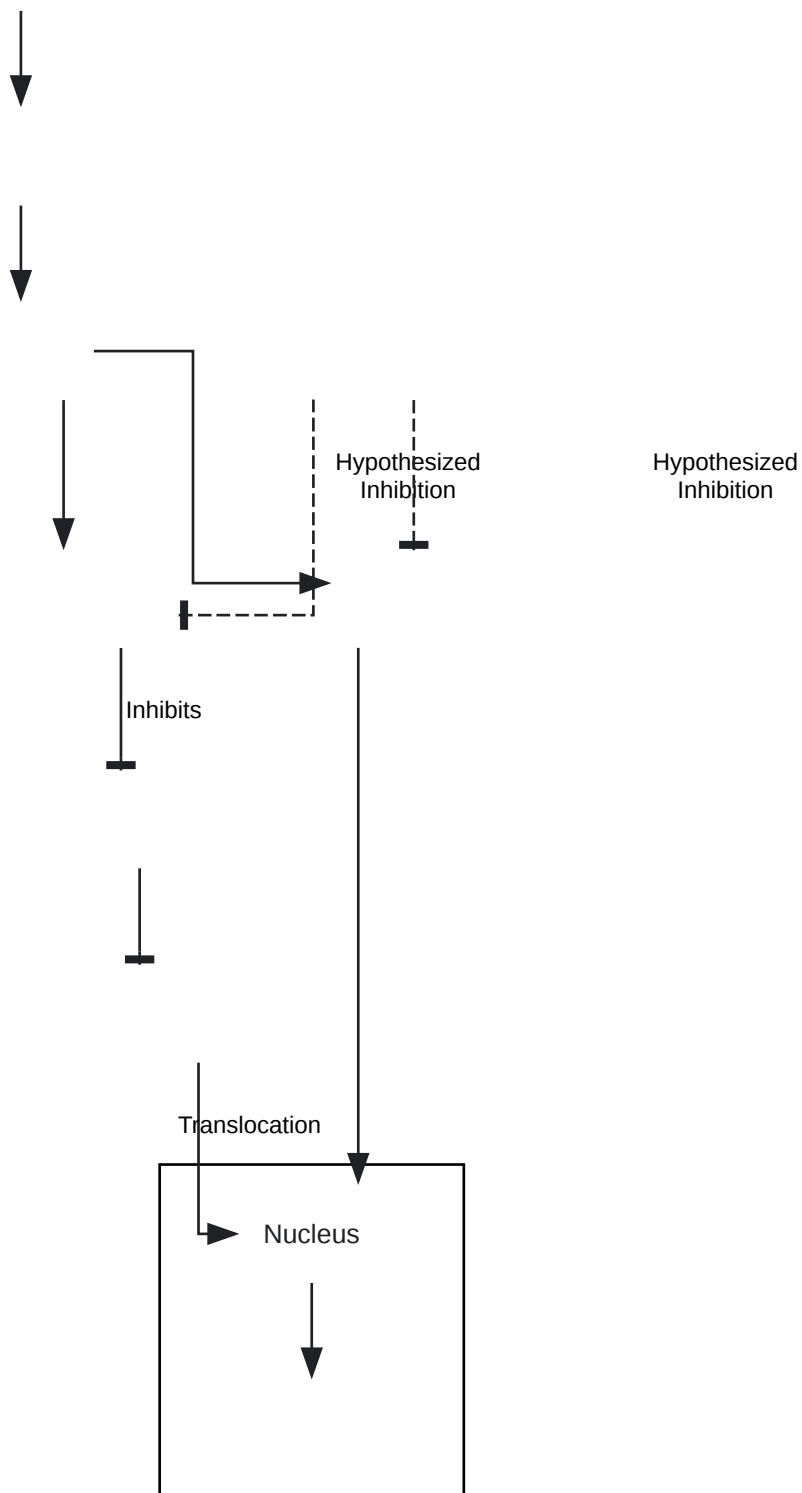 Hypothesized
Inhibition
Hypothesized
Inhibition
Inhibits
Translocation
Nucleus